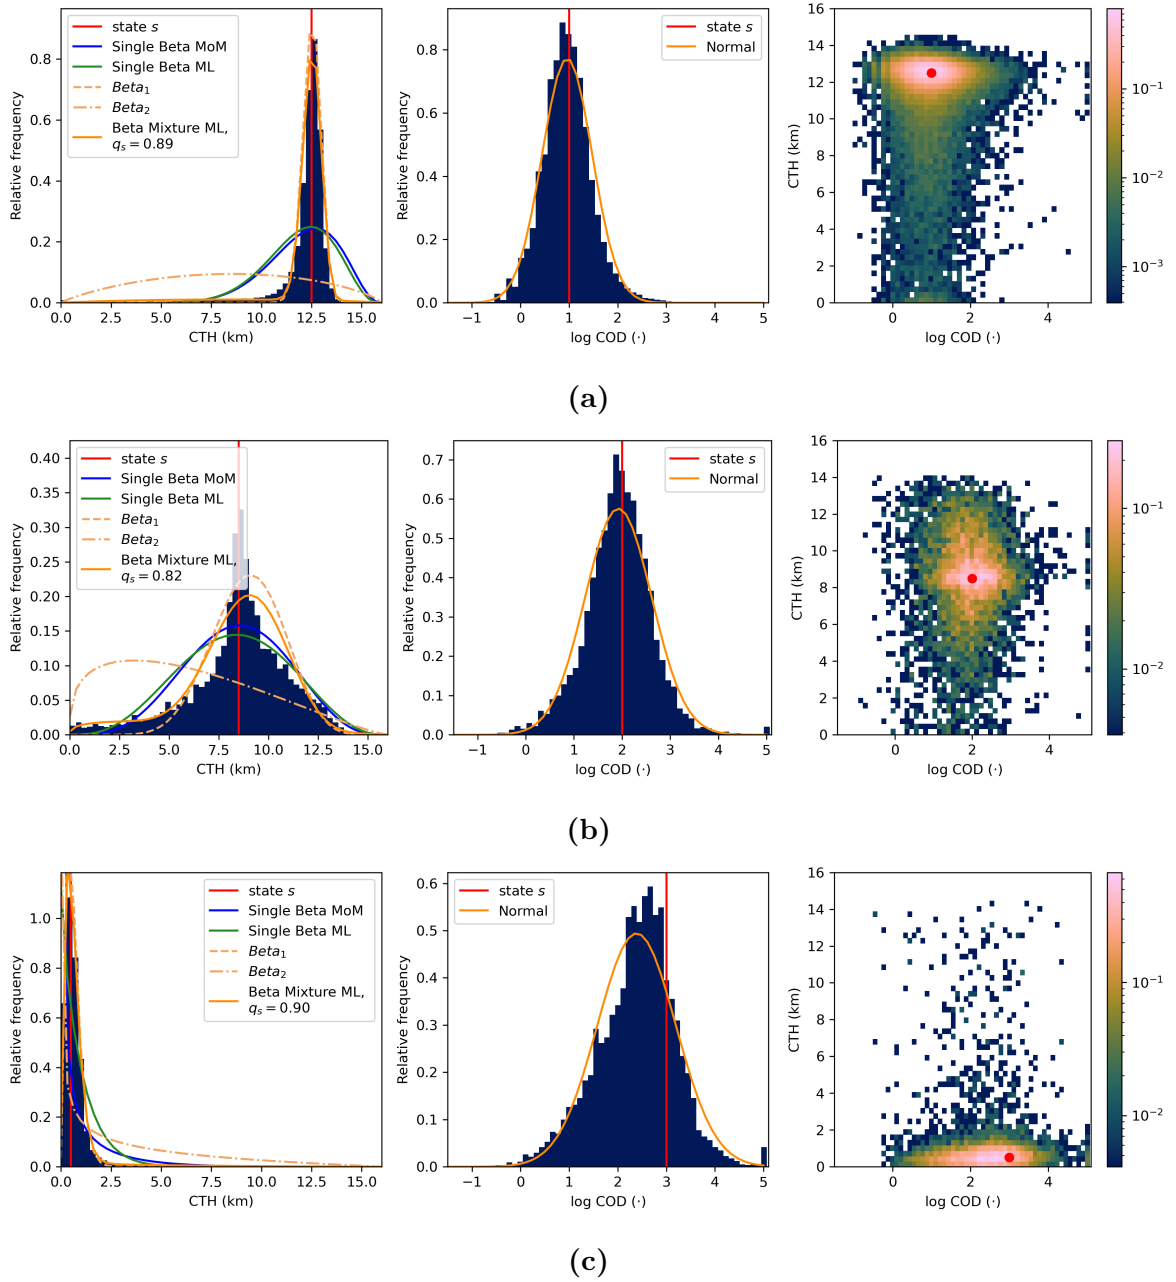 Relative frequency
0.8
0.6
0.4
0.2
0.0
0.0 2.5 5.0 7.5 10.0 12.5 15.0
CTH (km)
state s
Single Beta MoM
Single Beta ML
Beta₁
Beta₂
Beta Mixture ML,
qₛ = 0.89
Relative frequency
0.8
0.6
0.4
0.2
0.0
−1 0 1 2 3 4 5
log COD (·)
state s
Normal
CTH (km)
16
14
12
10
8
6
4
2
0
0 2 4
log COD (·)
10⁻¹
10⁻²
10⁻³
(a)
Relative frequency
0.40
0.35
0.30
0.25
0.20
0.15
0.10
0.05
0.00
0.0 2.5 5.0 7.5 10.0 12.5 15.0
CTH (km)
state s
Single Beta MoM
Single Beta ML
Beta₁
Beta₂
Beta Mixture ML,
qₛ = 0.82
Relative frequency
0.7
0.6
0.5
0.4
0.3
0.2
0.1
0.0
−1 0 1 2 3 4 5
log COD (·)
state s
Normal
CTH (km)
16
14
12
10
8
6
4
2
0
0 2 4
log COD (·)
10⁻¹
10⁻²
(b)
Relative frequency
1.0
0.8
0.6
0.4
0.2
0.0
0.0 2.5 5.0 7.5 10.0 12.5 15.0
CTH (km)
state s
Single Beta MoM
Single Beta ML
Beta₁
Beta₂
Beta Mixture ML,
qₛ = 0.90
Relative frequency
0.6
0.5
0.4
0.3
0.2
0.1
0.0
−1 0 1 2 3 4 5
log COD (·)
state s
Normal
CTH (km)
16
14
12
10
8
6
4
2
0
0 2 4
log COD (·)
10⁻¹
10⁻²
(c)